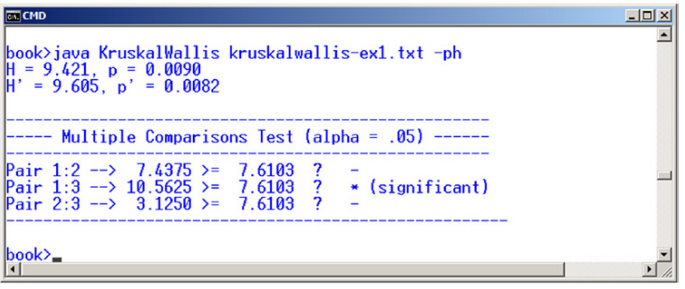 CMD
book>java KruskalWallis kruskalwallis-ex1.txt -ph
H = 9.421, p = 0.0090
H' = 9.605, p' = 0.0082
----------------------------------------------------
----- Multiple Comparisons Test (alpha = .05) ------
----------------------------------------------------
Pair 1:2 --> 7.4375 >= 7.6103 ? -
Pair 1:3 --> 10.5625 >= 7.6103 ? * (significant)
Pair 2:3 --> 3.1250 >= 7.6103 ? -
------------------------------------------------------
book>_